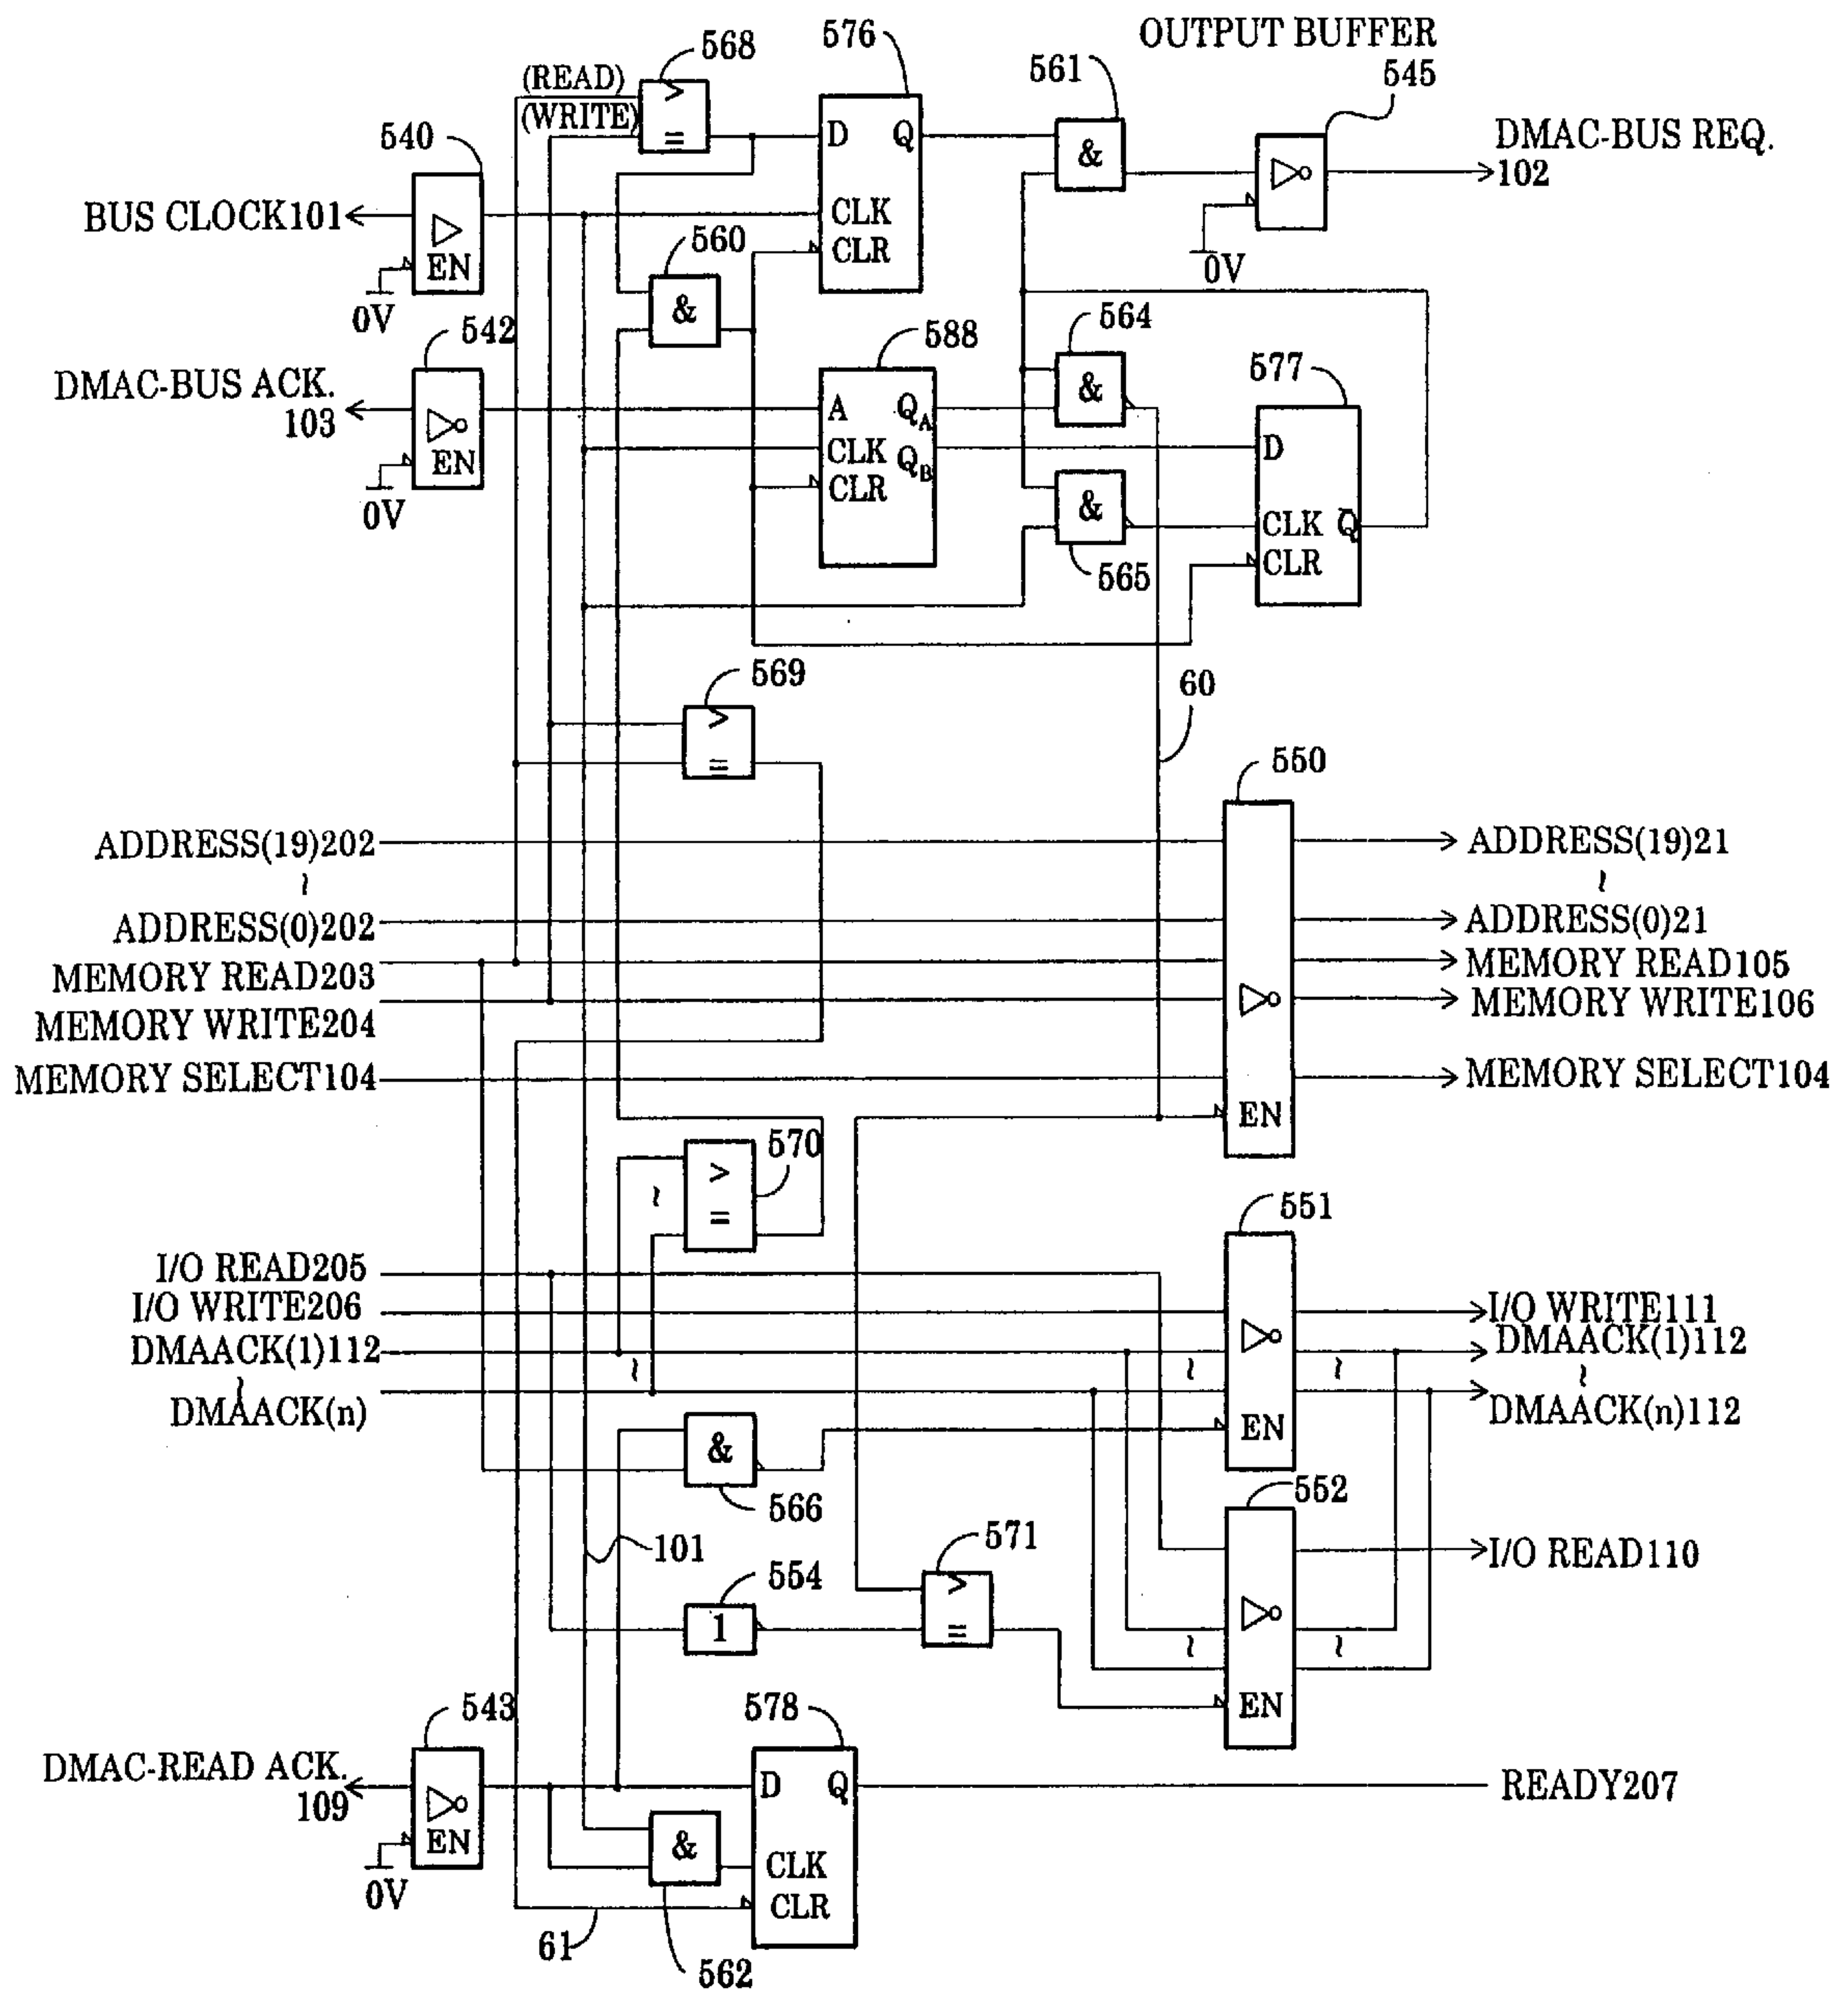 OUTPUT BUFFER
545
568
576
561
(READ)
(WRITE)
>
=
D Q
CLK
CLR
&
DMAC-BUS REQ.
102
0V
540
BUS CLOCK101
EN
0V
560
&
542
DMAC-BUS ACK.
103
EN
0V
588
A QA
CLK QB
CLR
564
&
&
565
577
D
CLK Q̄
CLR
569
>
=
60
550
ADDRESS(19)202
~
ADDRESS(0)202
MEMORY READ203
MEMORY WRITE204
MEMORY SELECT104
ADDRESS(19)21
~
ADDRESS(0)21
MEMORY READ105
MEMORY WRITE106
MEMORY SELECT104
EN
570
>
=
~
551
I/O READ205
I/O WRITE206
DMAACK(1)112
~
DMAACK(n)
~
~
~
I/O WRITE111
DMAACK(1)112
~
DMAACK(n)112
EN
&
566
552
101
554
1
571
>
=
I/O READ110
~
~
EN
543
DMAC-READ ACK.
109
EN
0V
578
D Q
CLK
CLR
READY207
&
61
562